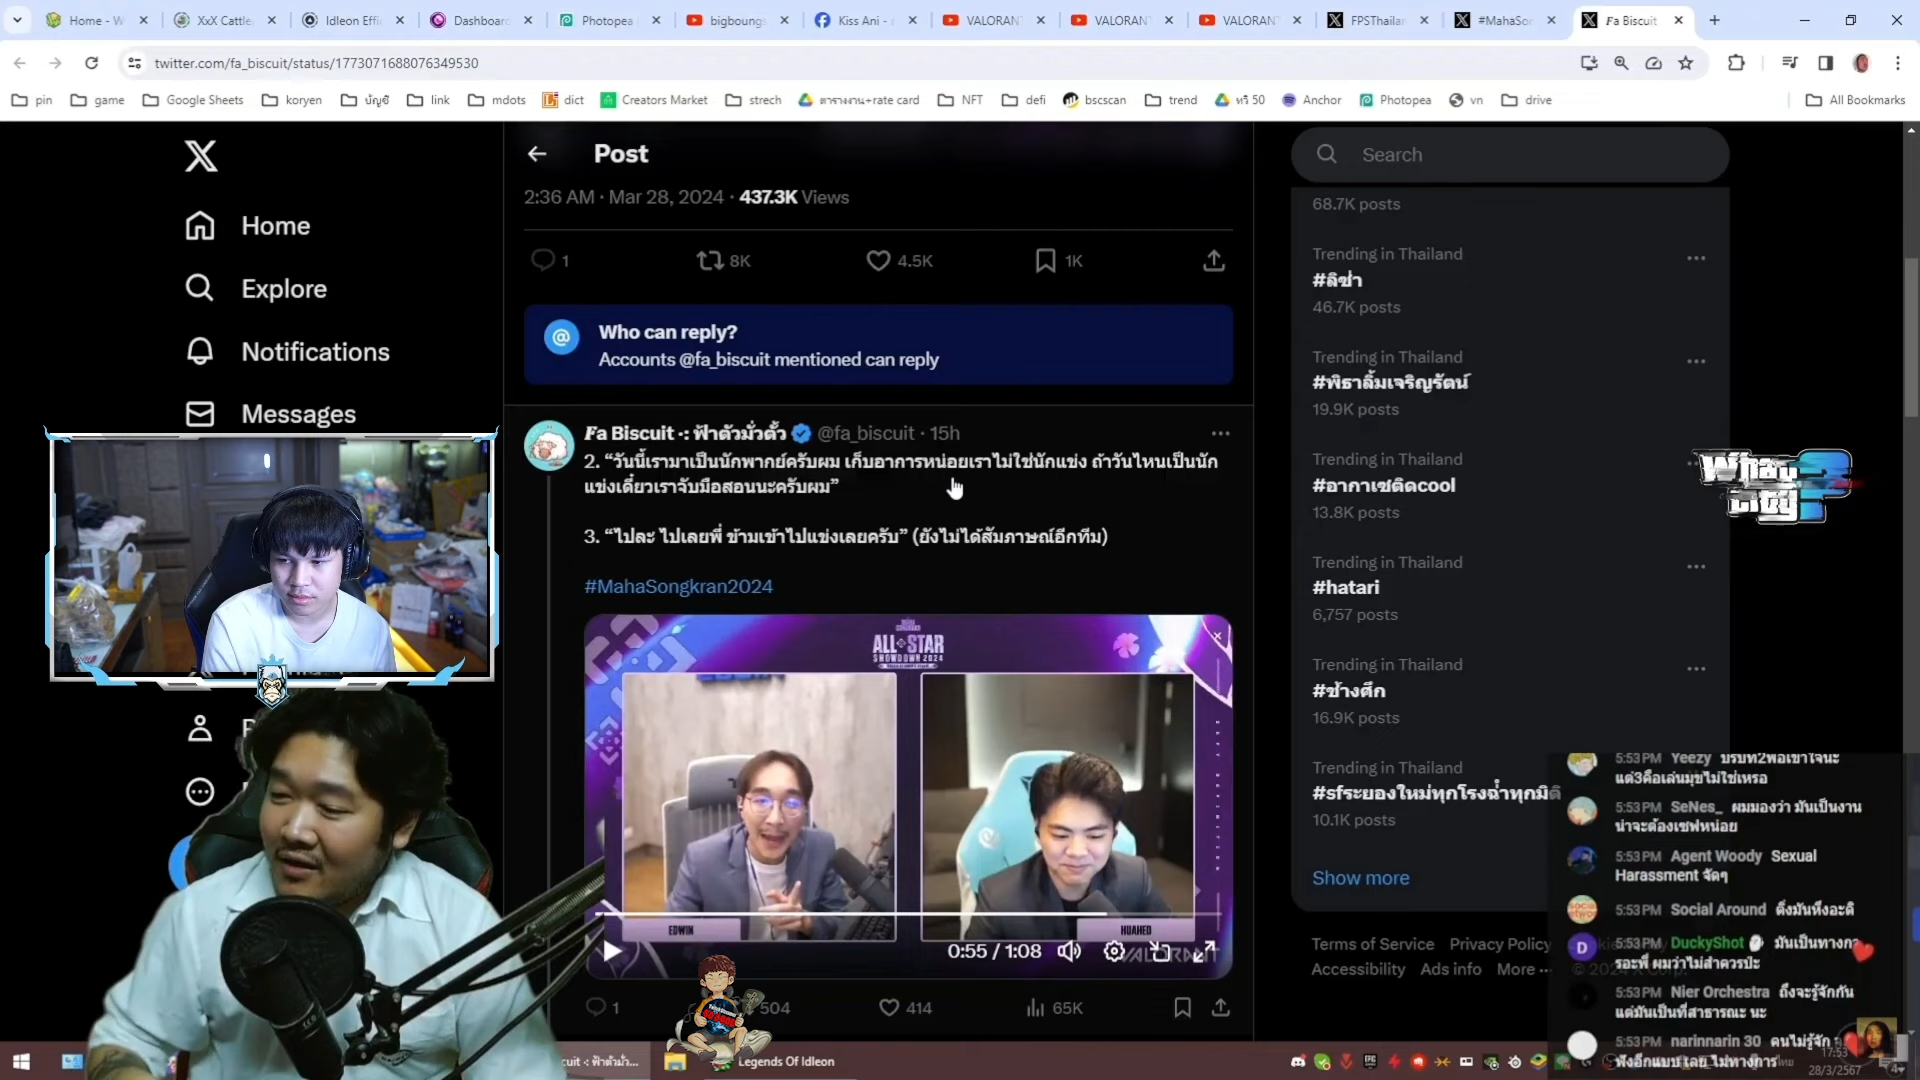 Home - W
XxX Cattle
Idleon Effi
Dashboard
Photopea
bigboung
Kiss Ani -
VALORAN
VALORAN
VALORAN
FPSThailan
#MahaSon
Fa Biscuit
twitter.com/fa_biscuit/status/1773071688076349530
pin
game
Google Sheets
koryen
บัญชี
link
mdots
dict
Creators Market
strech
ตารางงาน+rate card
NFT
defi
bscscan
trend
ทริ 50
Anchor
Photopea
vn
drive
All Bookmarks
Home
Explore
Notifications
Messages
Post
2:36 AM · Mar 28, 2024 · 437.3K Views
1
8K
4.5K
1K
Who can reply?
Accounts @fa_biscuit mentioned can reply
Fa Biscuit -: ฟ้าตัวมั่วตั้ว @fa_biscuit · 15h
2. “วันนี้เรามาเป็นนักพากย์ครับผม เก็บอาการหน่อยเราไม่ใช่นักแข่ง ถ้าวันไหนเป็นนัก
แข่งเดี๋ยวเราจับมือสอนนะครับผม”
3. “ไปละ ไปเลยพี่ ข้ามเข้าไปแข่งเลยครับ” (ยังไม่ได้สัมภาษณ์อีกทีม)
#MahaSongkran2024
ALL STAR
SHOWDOWN 2024
EDWIN
HUAHED
0:55 / 1:08
VALORANT
1
504
414
65K
Search
68.7K posts
Trending in Thailand
#ลิซ่า
46.7K posts
Trending in Thailand
#พิธาลิ้มเจริญรัตน์
19.9K posts
Trending in Thailand
#อากาเซติดcool
13.8K posts
Trending in Thailand
#hatari
6,757 posts
Trending in Thailand
#ช้างศึก
16.9K posts
Trending in Thailand
#sfระยองใหม่ทุกโรงฉ่ำทุกมิติ
10.1K posts
Show more
Terms of Service Privacy Policy
Accessibility Ads info More ...
5:53 PM Yeezy บริบท2พอเข้าใจนะ
แต่3คือเล่นมุขไม่ใช่เหรอ
5:53 PM SeNes_ ผมมองว่า มันเป็นงาน
น่าจะต้องเซฟหน่อย
5:53 PM Agent Woody Sexual
Harassment จัดๆ
5:53 PM Social Around ตึ่งมันหึ่งอะดิ
5:53 PM DuckyShot มันเป็นทางกา
รอะพี่ ผมว่าไม่สำควรป่ะ
5:53 PM Nier Orchestra ถึงจะรู้จักกัน
แต่มันเป็นที่สาธารณะ นะ
5:53 PM narinnarin 30 คนไม่รู้จัก
ฟังอีกแบบเลย ไม่ทางการ
Legends Of Idleon
17:53
28/3/2567